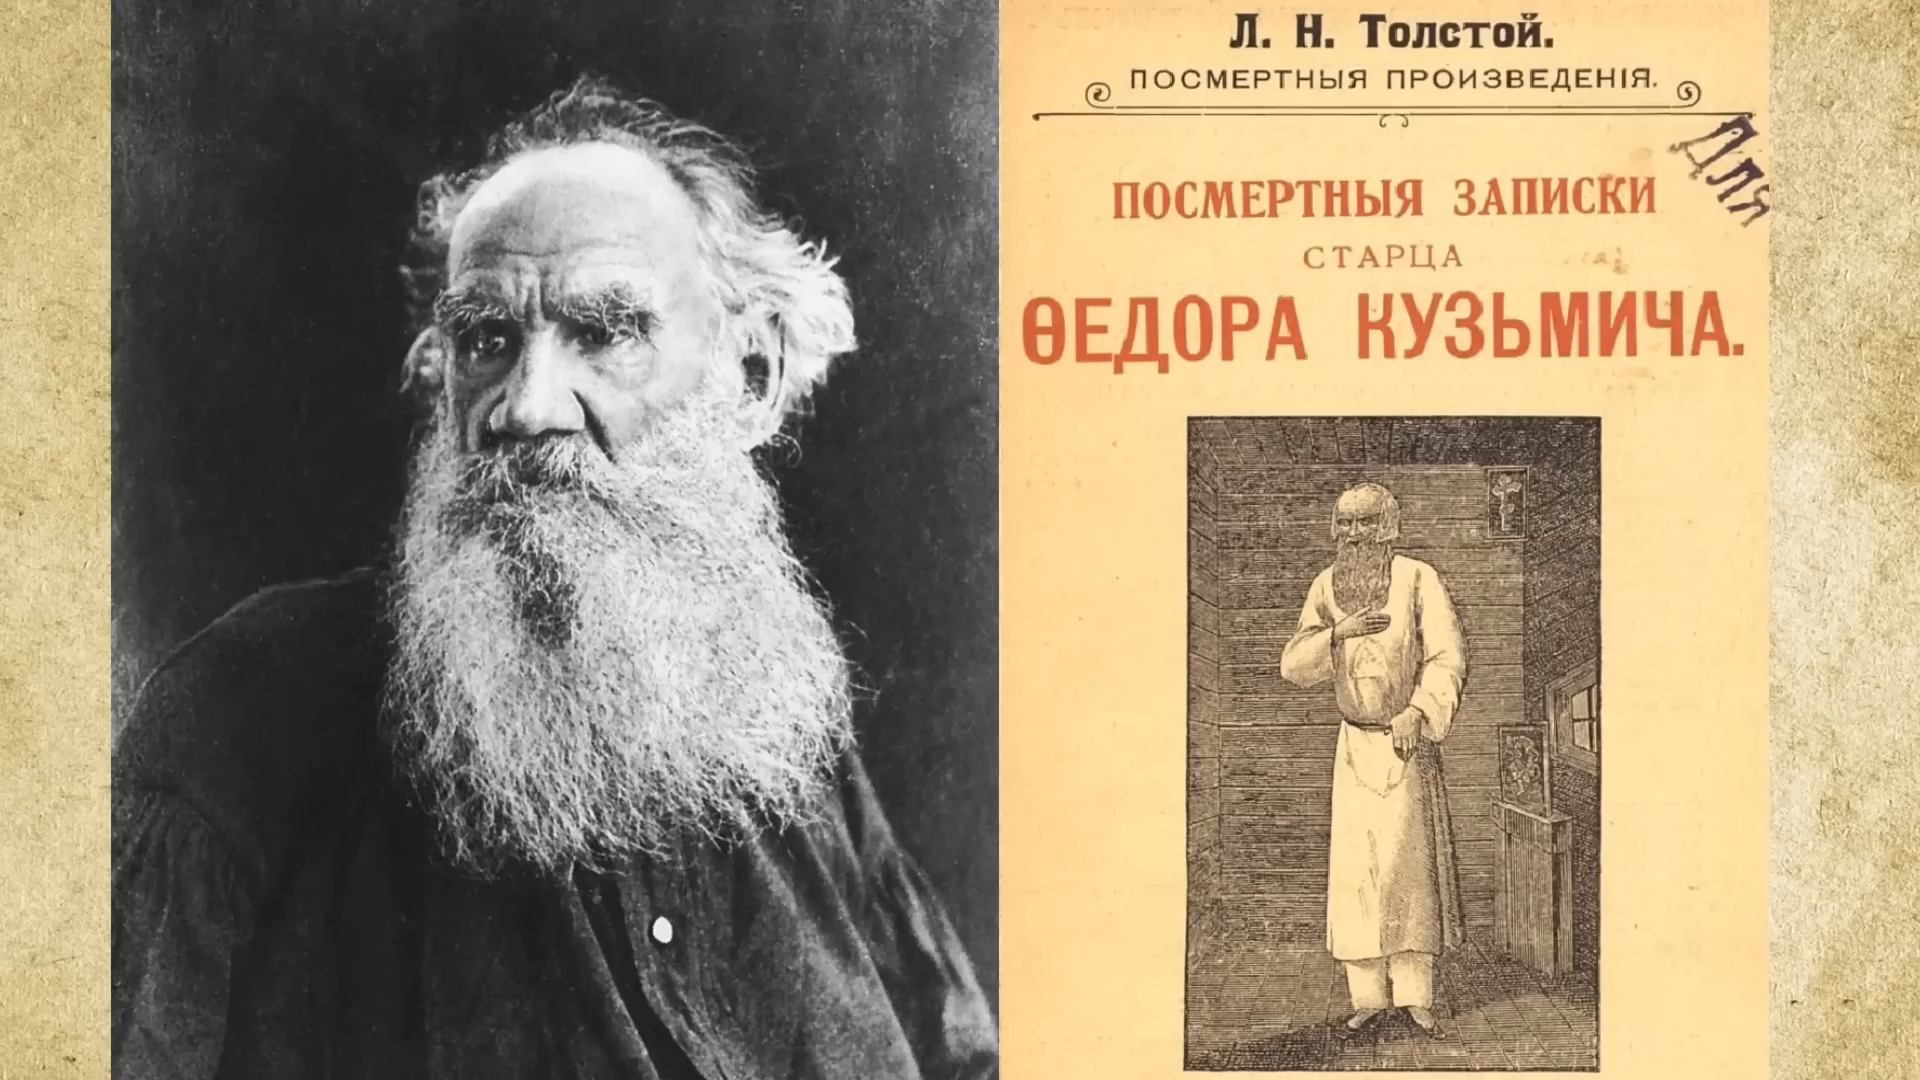 Л. Н. Толстой.
ПОСМЕРТНЫЯ ПРОИЗВЕДЕНІЯ.
Для
ПОСМЕРТНЫЯ ЗАПИСКИ
СТАРЦА
ѲЕДОРА КУЗЬМИЧА.